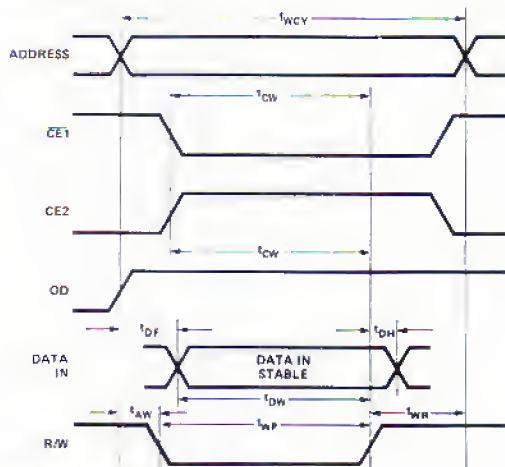 tWCY
ADDRESS
tCW
CE1
CE2
tCW
OD
tDF
tDH
DATA
IN
DATA IN
STABLE
tDW
tAW
tWP
tWR
R/W